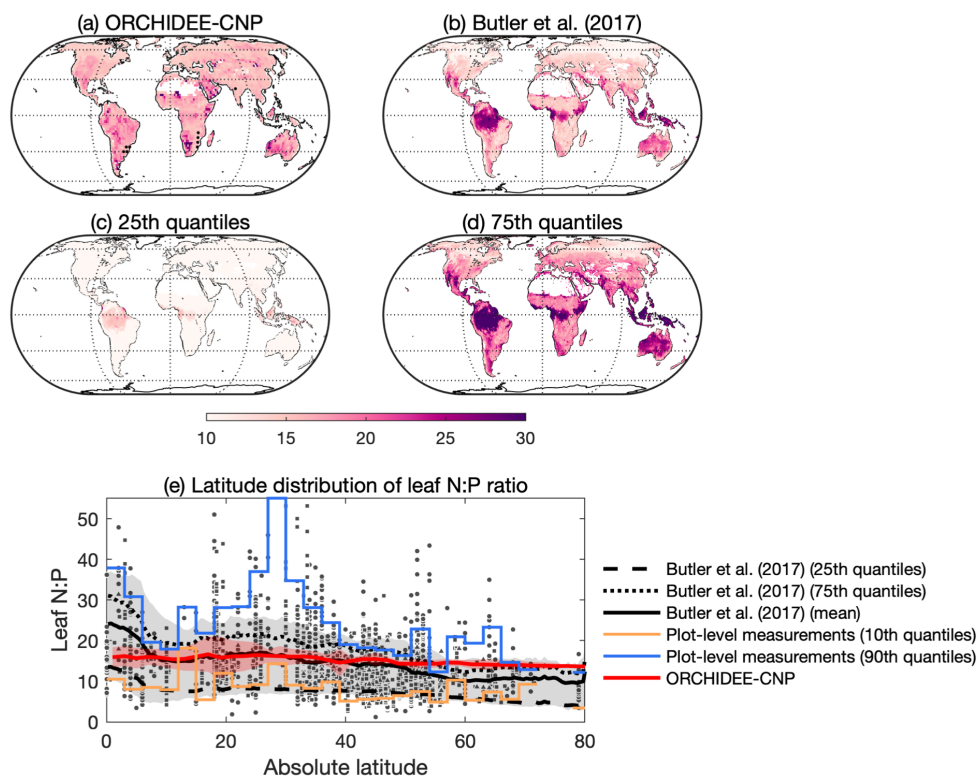 (a) ORCHIDEE-CNP
(b) Butler et al. (2017)
(c) 25th quantiles
(d) 75th quantiles
10 15 20 25 30
(e) Latitude distribution of leaf N:P ratio
50
40
30
20
10
0
Leaf N:P
0 20 40 60 80
Absolute latitude
Butler et al. (2017) (25th quantiles)
Butler et al. (2017) (75th quantiles)
Butler et al. (2017) (mean)
Plot-level measurements (10th quantiles)
Plot-level measurements (90th quantiles)
ORCHIDEE-CNP